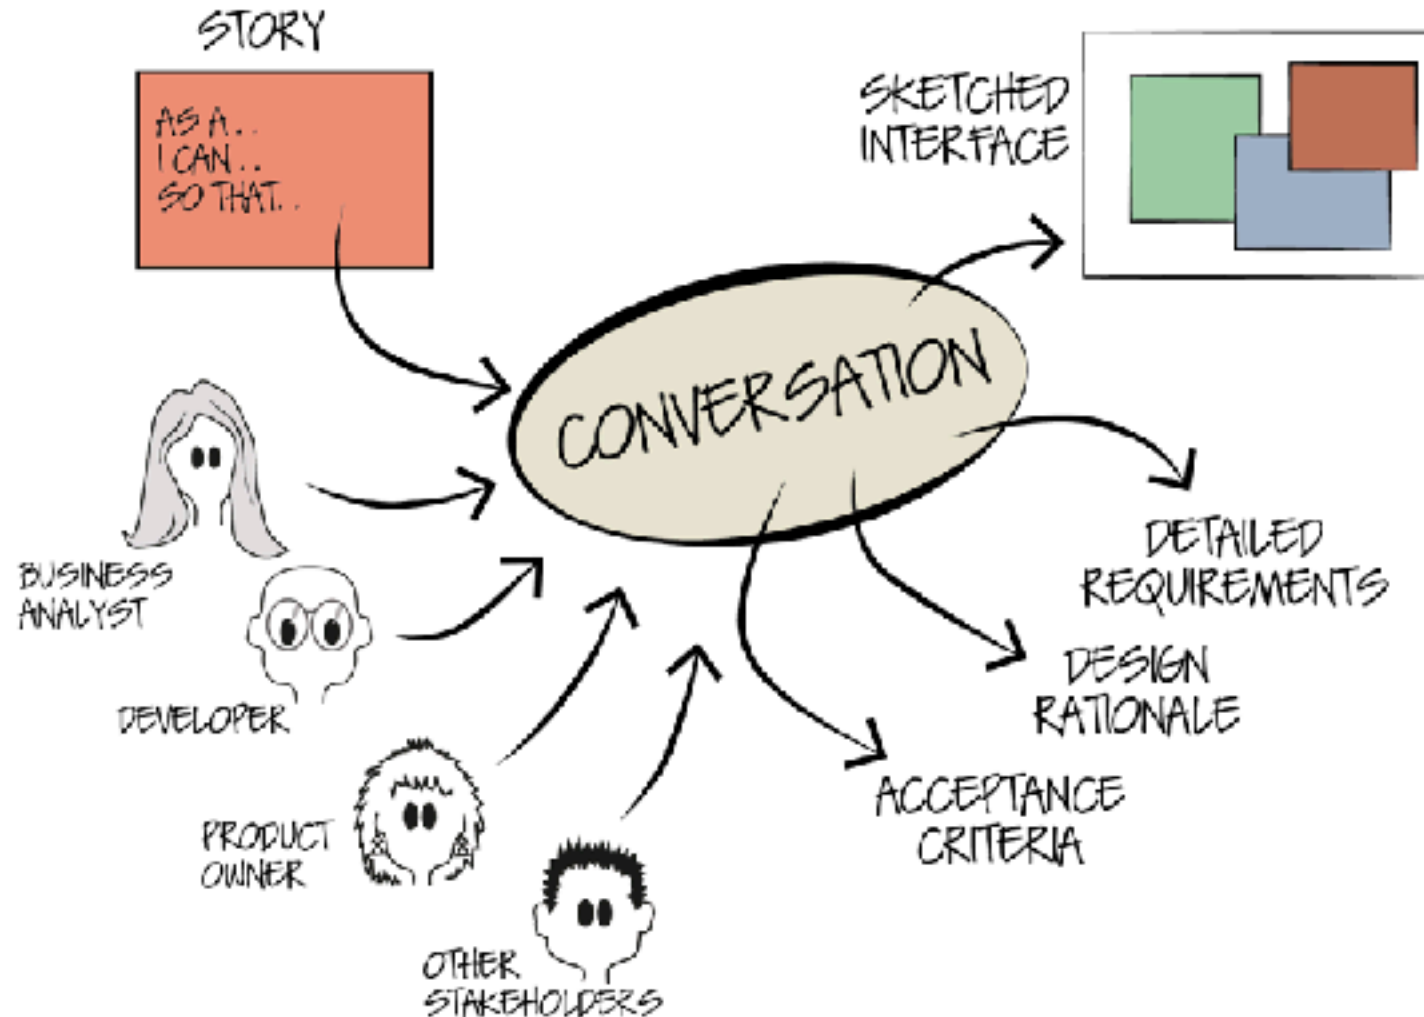 STORY
AS A..
I CAN..
SO THAT..
SKETCHED
INTERFACE
CONVERSATION
BUSINESS
ANALYST
DEVELOPER
PRODUCT
OWNER
OTHER
STAKEHOLDERS
DETAILED
REQUIREMENTS
DESIGN
RATIONALE
ACCEPTANCE
CRITERIA